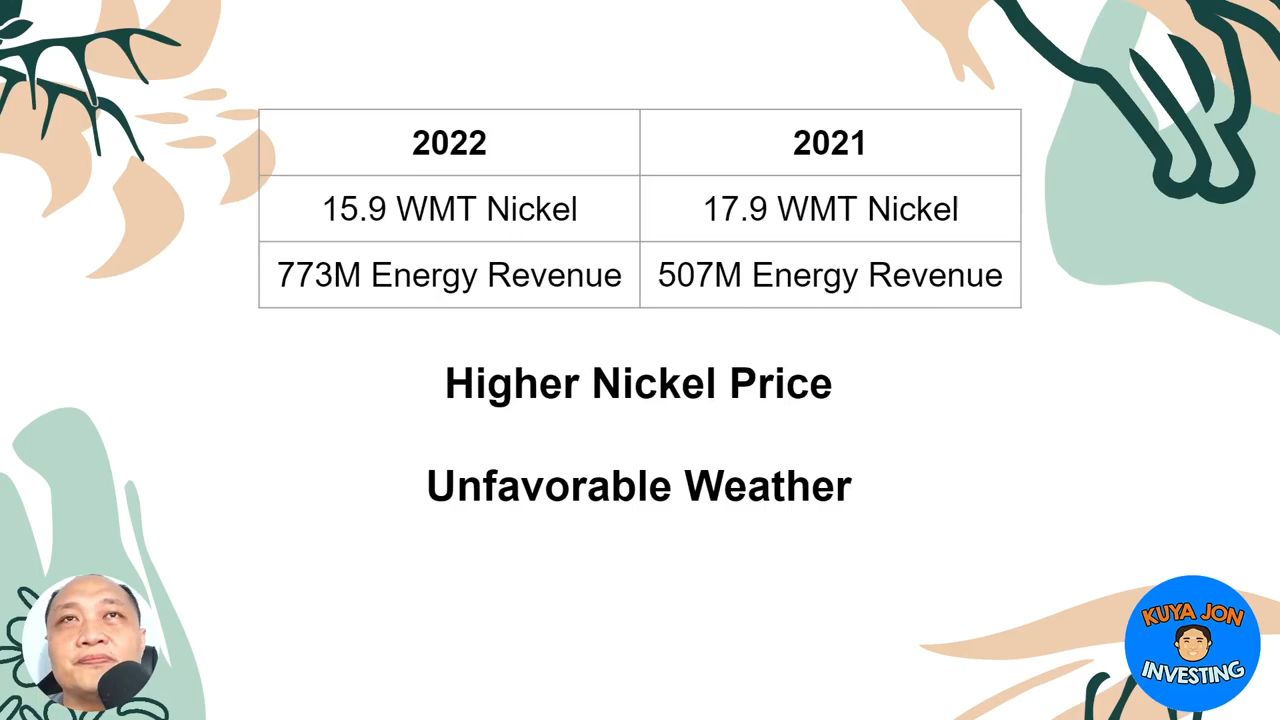 2022 2021
15.9 WMT Nickel 17.9 WMT Nickel
773M Energy Revenue 507M Energy Revenue
Higher Nickel Price
Unfavorable Weather
KUYA JON
INVESTING